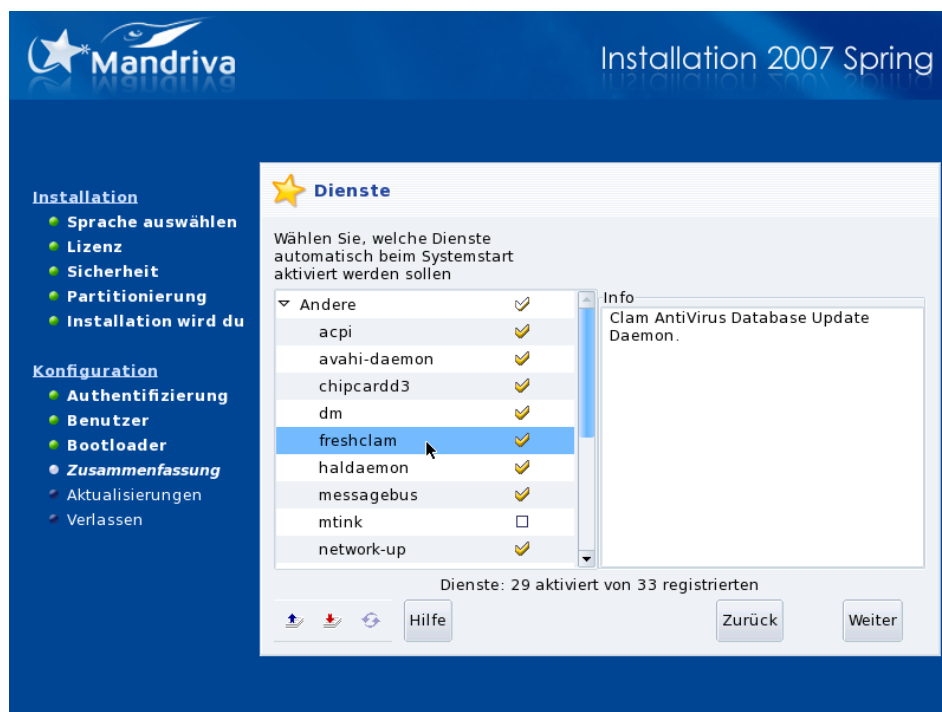 Mandriva
Installation 2007 Spring
Installation
Sprache auswählen
Lizenz
Sicherheit
Partitionierung
Installation wird du
Konfiguration
Authentifizierung
Benutzer
Bootloader
Zusammenfassung
Aktualisierungen
Verlassen
Dienste
Wählen Sie, welche Dienste
automatisch beim Systemstart
aktiviert werden sollen
Andere
acpi
avahi-daemon
chipcardd3
dm
freshclam
haldaemon
messagebus
mtink
network-up
Info
Clam AntiVirus Database Update
Daemon.
Dienste: 29 aktiviert von 33 registrierten
Hilfe
Zurück
Weiter